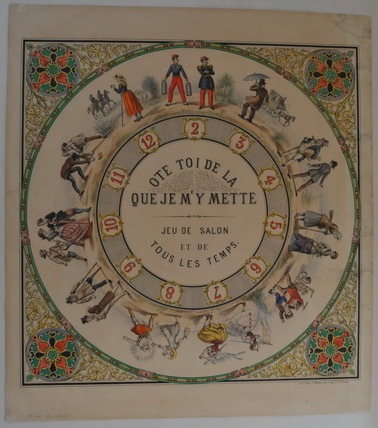 OTE TOI DE LA
QUE JE M'Y METTE
JEU DE SALON
ET DE
TOUS LES TEMPS.
2
3
4
5
6
7
8
9
10
11
12